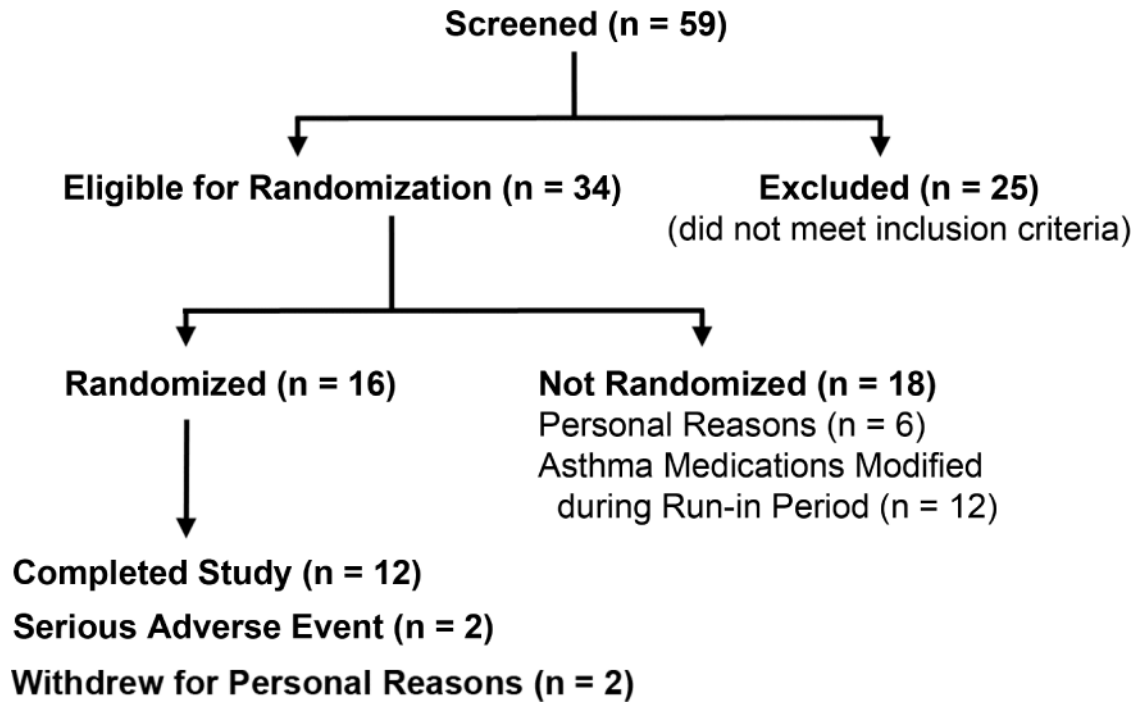 Screened (n = 59)
Eligible for Randomization (n = 34)
Excluded (n = 25)
(did not meet inclusion criteria)
Randomized (n = 16)
Not Randomized (n = 18)
Personal Reasons (n = 6)
Asthma Medications Modified
during Run-in Period (n = 12)
Completed Study (n = 12)
Serious Adverse Event (n = 2)
Withdrew for Personal Reasons (n = 2)